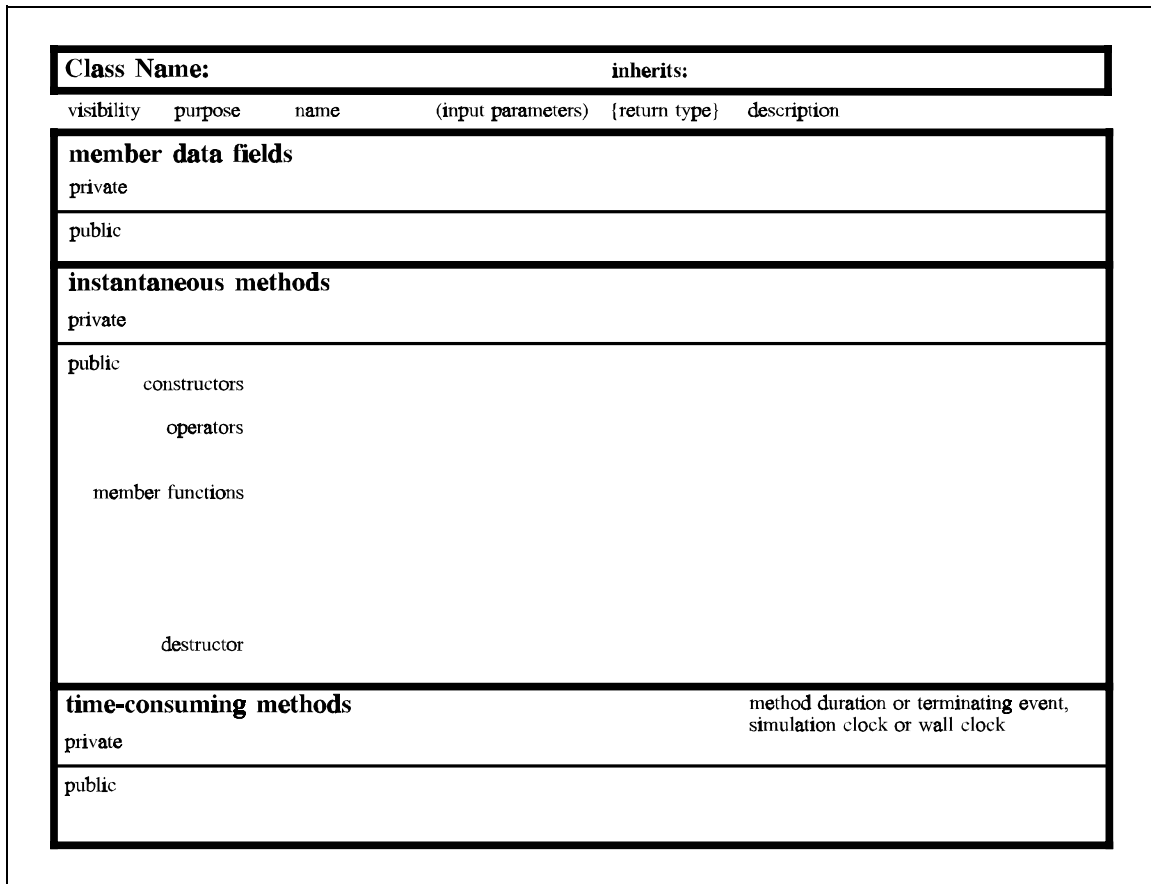 Class Name: inherits:
visibility purpose name (input parameters) {return type} description
member data fields
private
public
instantaneous methods
private
public
constructors
operators
member functions
destructor
time-consuming methods method duration or terminating event,
simulation clock or wall clock
private
public